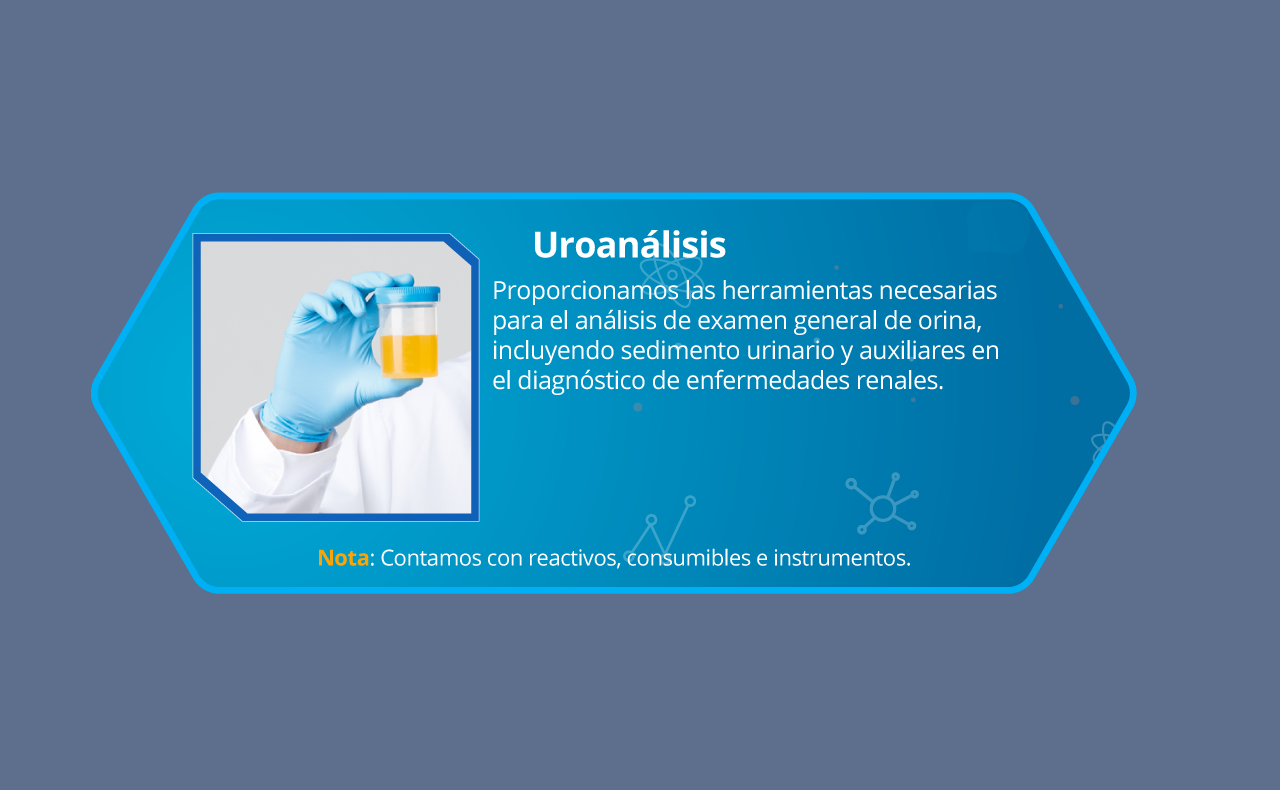 Uroanálisis
Proporcionamos las herramientas necesarias
para el análisis de examen general de orina,
incluyendo sedimento urinario y auxiliares en
el diagnóstico de enfermedades renales.
Nota: Contamos con reactivos, consumibles e instrumentos.